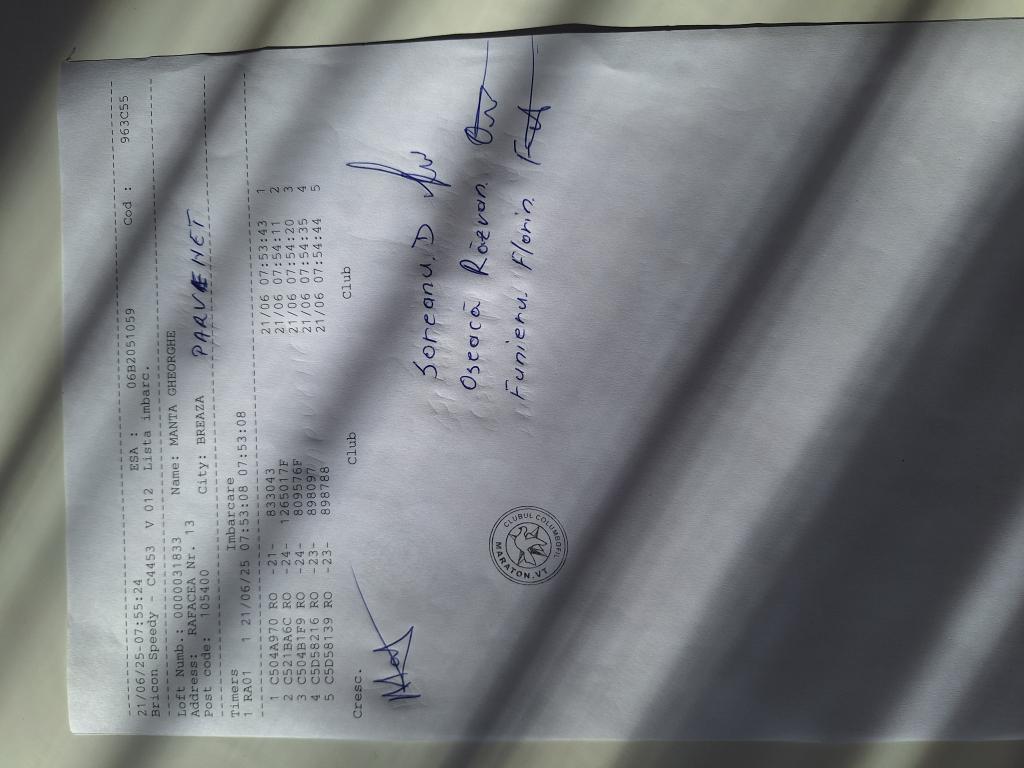 21/06/25-07:55:24 ESA : 06B2051059 Cod : 963C55
Bricon Speedy - C4453 V 012 Lista imbarc.
Loft Numb.: 0000031833 Name: MANTA GHEORGHE
Address: RAFACEA Nr. 13
Post code: 105400 City: BREAZA PARVENET
Timers Imbarcare
1 RA01 1 21/06/25 07:53:08 07:53:08
1 C504A970 RO -21- 833043 21/06 07:53:43 1
2 C521BA6C RO -24- 1265017F 21/06 07:54:11 2
3 C504B1F9 RO -24- 809576F 21/06 07:54:20 3
4 C5D58216 RO -23- 898097 21/06 07:54:35 4
5 C5D58139 RO -23- 898788 21/06 07:54:44 5
Cresc. Club Club
Soreanu. D
Oseacă Răzvan
Funieru Florin
CLUBUL COLUMBOFIL
MARATON.VT